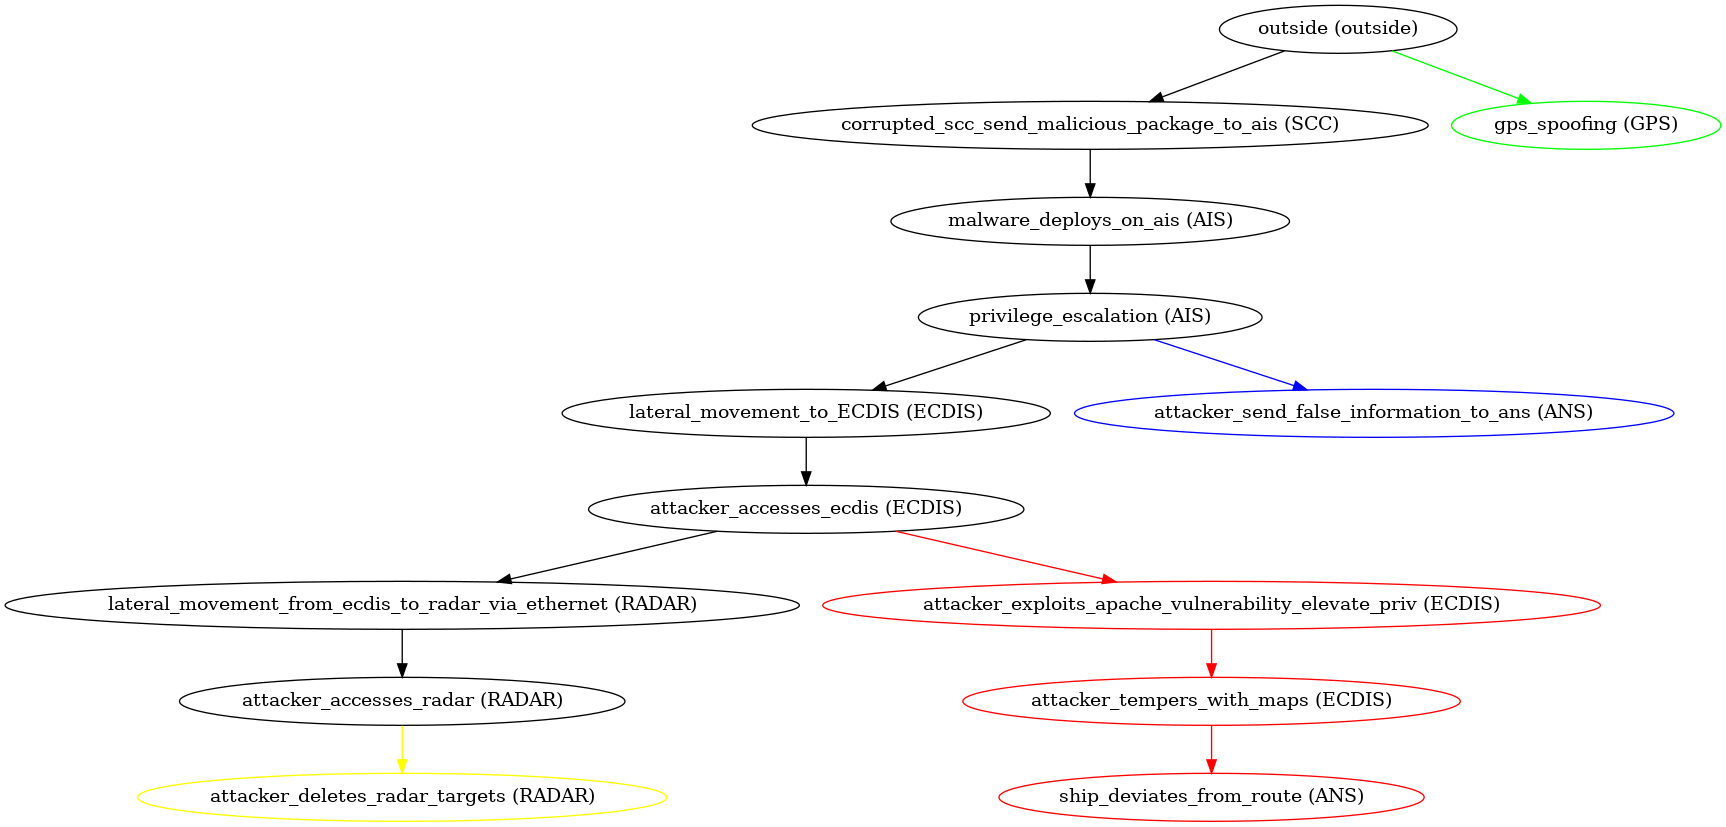 outside (outside)
corrupted_scc_send_malicious_package_to_ais (SCC)
gps_spoofing (GPS)
malware_deploys_on_ais (AIS)
privilege_escalation (AIS)
lateral_movement_to_ECDIS (ECDIS)
attacker_send_false_information_to_ans (ANS)
attacker_accesses_ecdis (ECDIS)
lateral_movement_from_ecdis_to_radar_via_ethernet (RADAR)
attacker_exploits_apache_vulnerability_elevate_priv (ECDIS)
attacker_accesses_radar (RADAR)
attacker_tempers_with_maps (ECDIS)
attacker_deletes_radar_targets (RADAR)
ship_deviates_from_route (ANS)